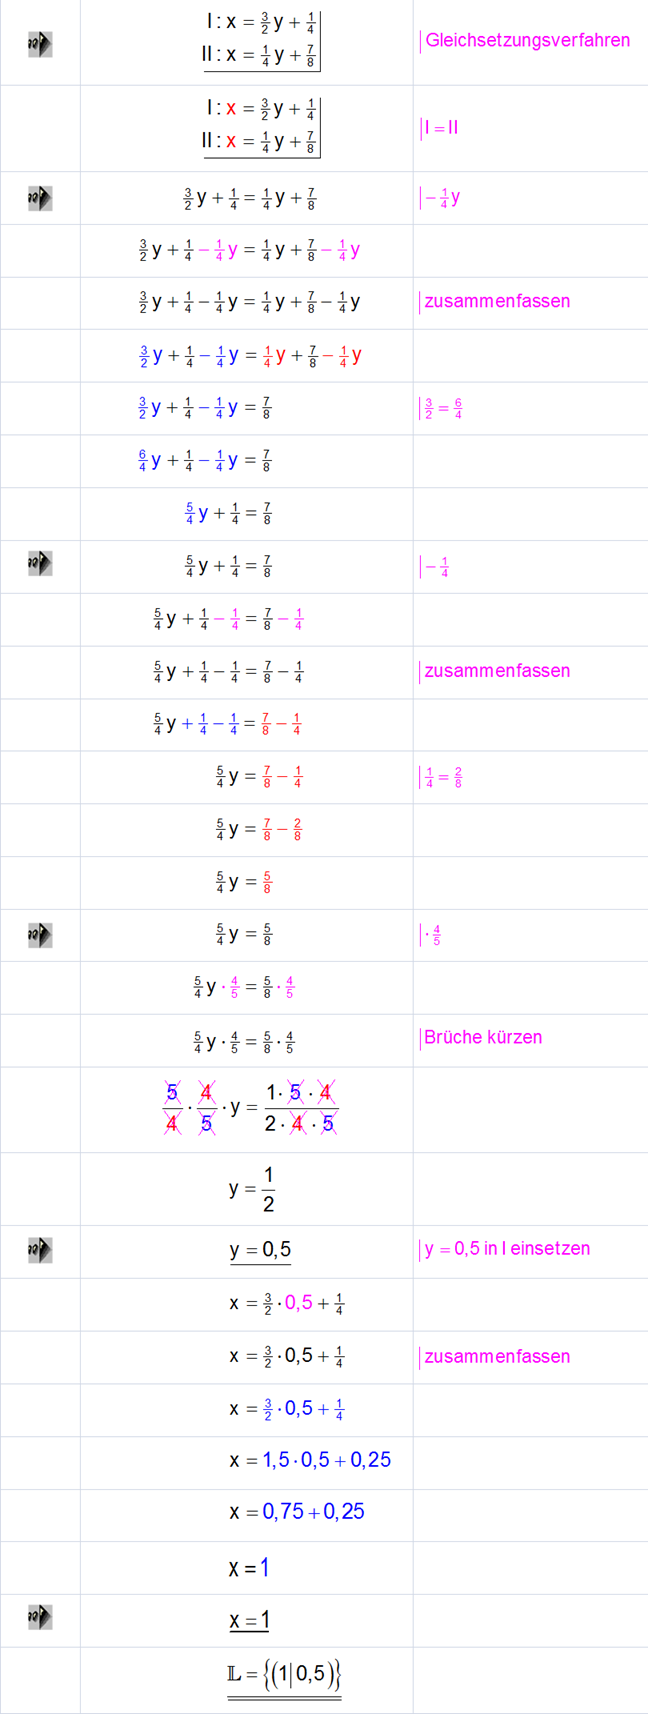 I: x = 3/2 y + 1/4
II: x = 1/4 y + 7/8
|Gleichsetzungsverfahren
I: x = 3/2 y + 1/4
II: x = 1/4 y + 7/8
|I = II
3/2 y + 1/4 = 1/4 y + 7/8 |− 1/4 y
3/2 y + 1/4 − 1/4 y = 1/4 y + 7/8 − 1/4 y
3/2 y + 1/4 − 1/4 y = 1/4 y + 7/8 − 1/4 y |zusammenfassen
3/2 y + 1/4 − 1/4 y = 1/4 y + 7/8 − 1/4 y
3/2 y + 1/4 − 1/4 y = 7/8 |3/2 = 6/4
6/4 y + 1/4 − 1/4 y = 7/8
5/4 y + 1/4 = 7/8
5/4 y + 1/4 = 7/8 |− 1/4
5/4 y + 1/4 − 1/4 = 7/8 − 1/4
5/4 y + 1/4 − 1/4 = 7/8 − 1/4 |zusammenfassen
5/4 y + 1/4 − 1/4 = 7/8 − 1/4
5/4 y = 7/8 − 1/4 |1/4 = 2/8
5/4 y = 7/8 − 2/8
5/4 y = 5/8
5/4 y = 5/8 |· 4/5
5/4 y · 4/5 = 5/8 · 4/5
5/4 y · 4/5 = 5/8 · 4/5 |Brüche kürzen
5/4 · 4/5 · y = (1 · 5 · 4)/(2 · 4 · 5)
y = 1/2
y = 0,5 |y = 0,5 in I einsetzen
x = 3/2 · 0,5 + 1/4
x = 3/2 · 0,5 + 1/4 |zusammenfassen
x = 3/2 · 0,5 + 1/4
x = 1,5 · 0,5 + 0,25
x = 0,75 + 0,25
x = 1
x = 1
𝕃 = {(1|0,5)}